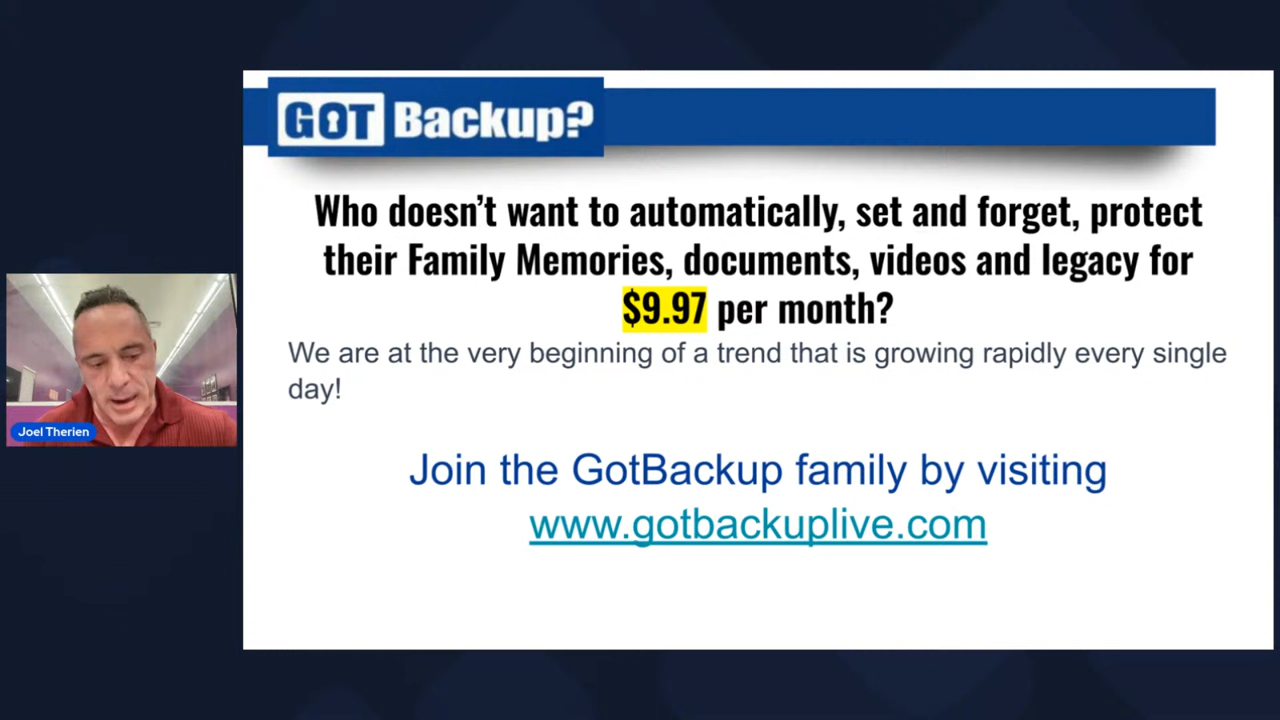 GOT Backup?
Who doesn’t want to automatically, set and forget, protect
their Family Memories, documents, videos and legacy for
$9.97 per month?
We are at the very beginning of a trend that is growing rapidly every single
day!
Join the GotBackup family by visiting
www.gotbackuplive.com
Joel Therien